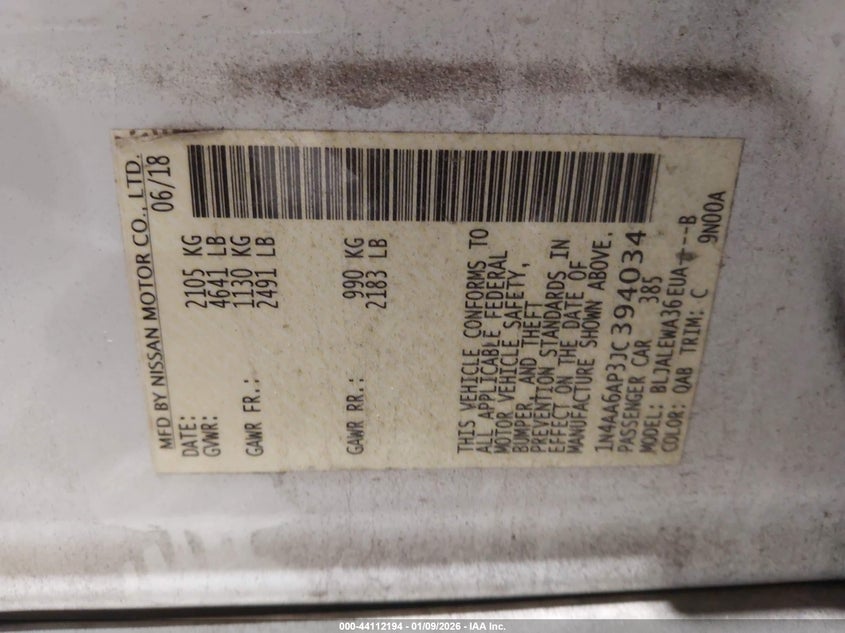 MFD BY NISSAN MOTOR CO., LTD.
DATE: 06/18
GVWR: 2105 KG
4641 LB
GAWR FR.: 1130 KG
2491 LB
GAWR RR.: 990 KG
2183 LB
THIS VEHICLE CONFORMS TO
ALL APPLICABLE FEDERAL
MOTOR VEHICLE SAFETY,
BUMPER, AND THEFT
PREVENTION STANDARDS IN
EFFECT ON THE DATE OF
MANUFACTURE SHOWN ABOVE.
1N4AA6AP3JC394034
PASSENGER CAR 385
MODEL: BLJALEWA36EUA----B
COLOR: QAB TRIM: C 9N00A
000-44112194 - 01/09/2026 - IAA Inc.